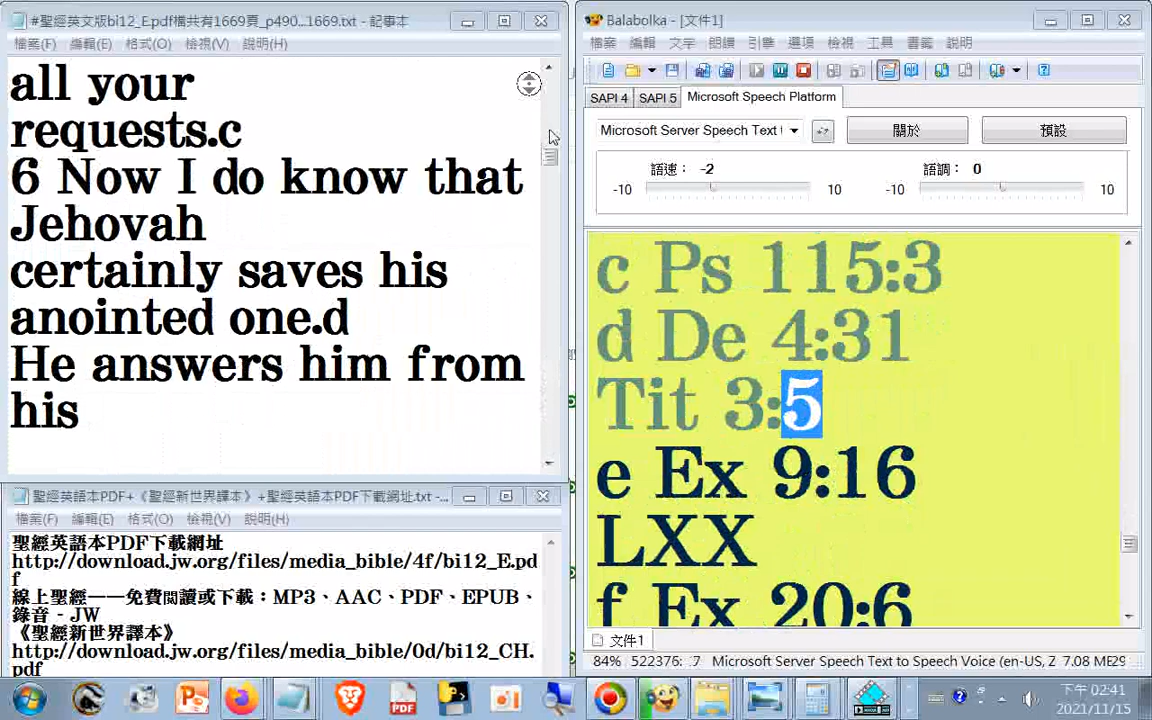 #聖經英文版bi12_E.pdf檔共有1669頁_p490...1669.txt - 記事本
檔案(F) 編輯(E) 格式(O) 檢視(V) 說明(H)
all your
requests.c
6 Now I do know that
Jehovah
certainly saves his
anointed one.d
He answers him from
his
聖經英語本PDF+《聖經新世界譯本》+聖經英語本PDF下載網址.txt - ...
檔案(F) 編輯(E) 格式(O) 檢視(V) 說明(H)
聖經英語本PDF下載網址
http://download.jw.org/files/media_bible/4f/bi12_E.pd
f
線上聖經——免費閱讀或下載：MP3、AAC、PDF、EPUB、
錄音 - JW
《聖經新世界譯本》
http://download.jw.org/files/media_bible/0d/bi12_CH.
pdf
Balabolka - [文件1]
檔案 編輯 文字 朗讀 引擎 選項 檢視 工具 書籤 說明
SAPI 4 SAPI 5 Microsoft Speech Platform
Microsoft Server Speech Text 關於 預設
語速： -2 語調： 0
-10 10 -10 10
c Ps 115:3
d De 4:31
Tit 3:5
e Ex 9:16
LXX
f Ex 20:6
文件1
84% 522376: 7 Microsoft Server Speech Text to Speech Voice (en-US, Z 7.08 ME29
下午 02:41
2021/11/15